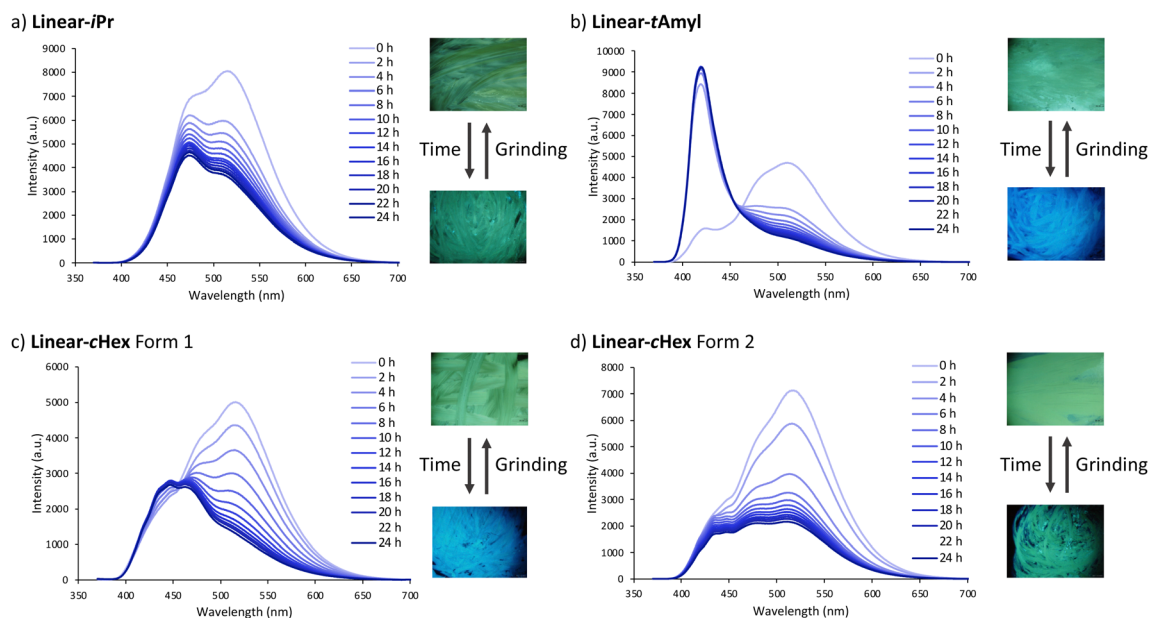 a) Linear-iPr
9000
8000
7000
6000
5000
4000
3000
2000
1000
0
Intensity (a.u.)
350 400 450 500 550 600 650 700
Wavelength (nm)
0 h
2 h
4 h
6 h
8 h
10 h
12 h
14 h
16 h
18 h
20 h
22 h
24 h
Time
Grinding
b) Linear-tAmyl
10000
9000
8000
7000
6000
5000
4000
3000
2000
1000
0
Intensity (a.u.)
350 400 450 500 550 600 650 700
Wavelength (nm)
0 h
2 h
4 h
6 h
8 h
10 h
12 h
14 h
16 h
18 h
20 h
22 h
24 h
Time
Grinding
c) Linear-cHex Form 1
6000
5000
4000
3000
2000
1000
0
Intensity (a.u.)
350 400 450 500 550 600 650 700
Wavelength (nm)
0 h
2 h
4 h
6 h
8 h
10 h
12 h
14 h
16 h
18 h
20 h
22 h
24 h
Time
Grinding
d) Linear-cHex Form 2
8000
7000
6000
5000
4000
3000
2000
1000
0
Intensity (a.u.)
350 400 450 500 550 600 650 700
Wavelength (nm)
0 h
2 h
4 h
6 h
8 h
10 h
12 h
14 h
16 h
18 h
20 h
22 h
24 h
Time
Grinding